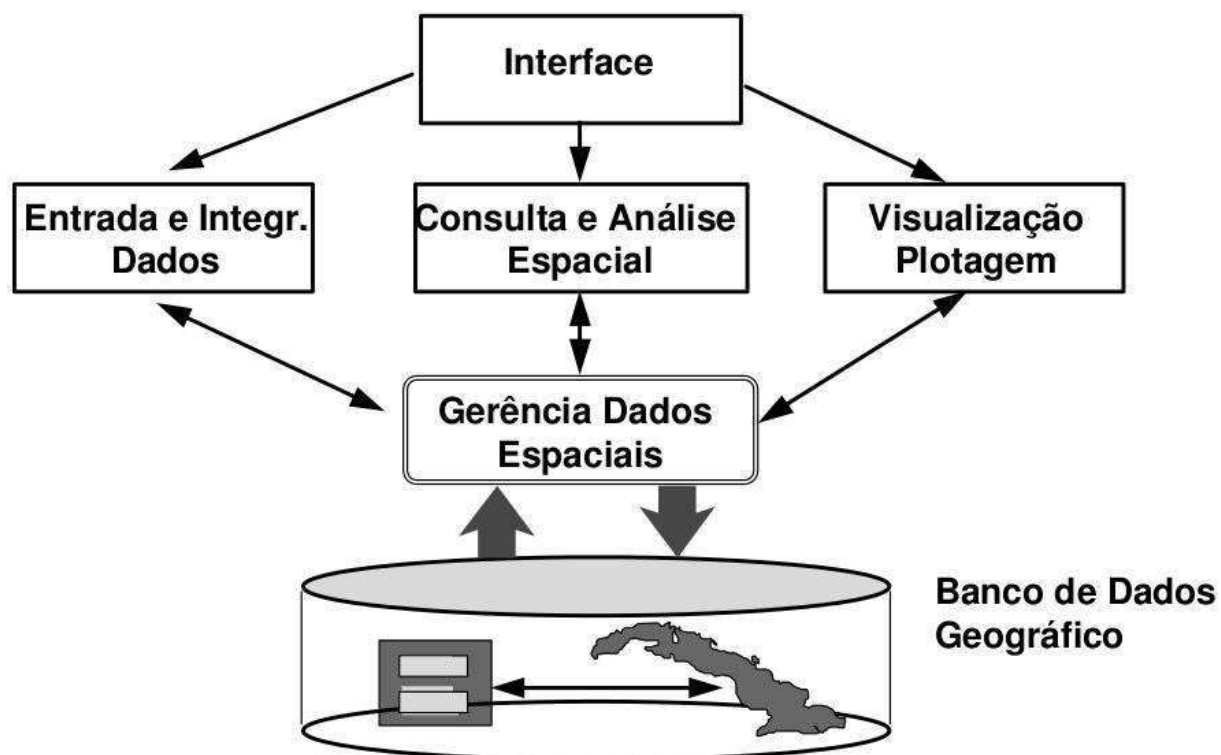 Interface
Entrada e Integr.
Dados
Consulta e Análise
Espacial
Visualização
Plotagem
Gerência Dados
Espaciais
Banco de Dados
Geográfico